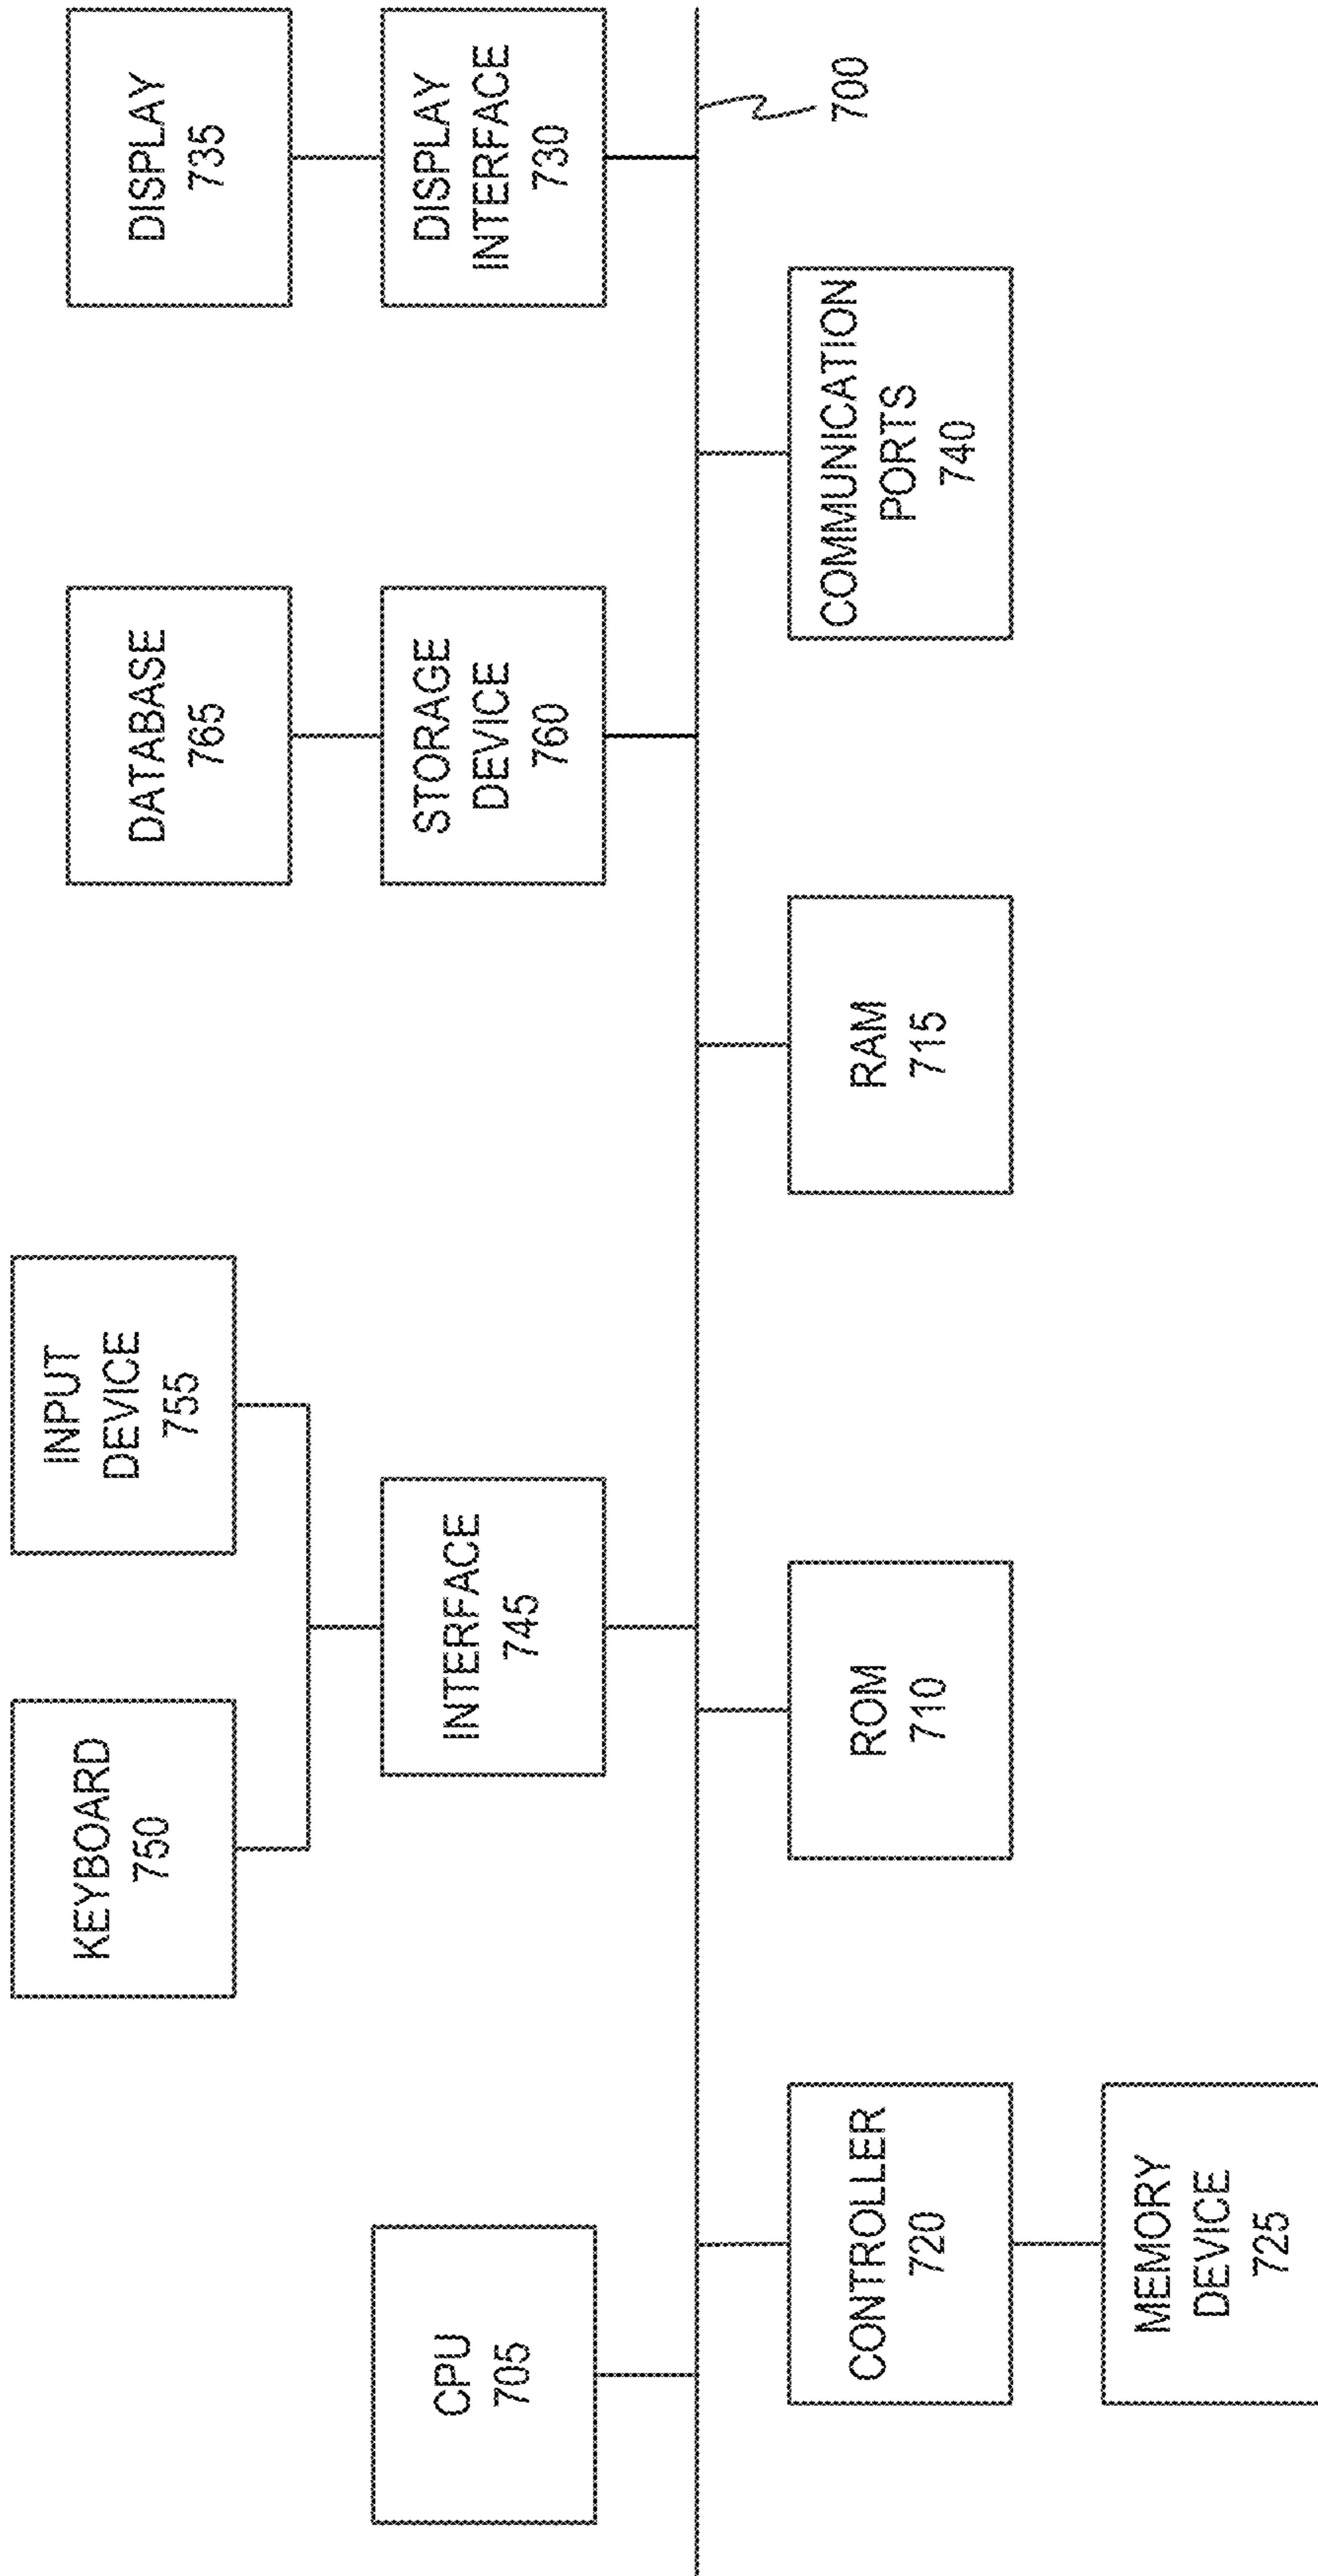 KEYBOARD
750
INPUT
DEVICE
755
DATABASE
765
DISPLAY
735
CPU
705
INTERFACE
745
STORAGE
DEVICE
760
DISPLAY
INTERFACE
730
700
CONTROLLER
720
ROM
710
RAM
715
COMMUNICATION
PORTS
740
MEMORY
DEVICE
725